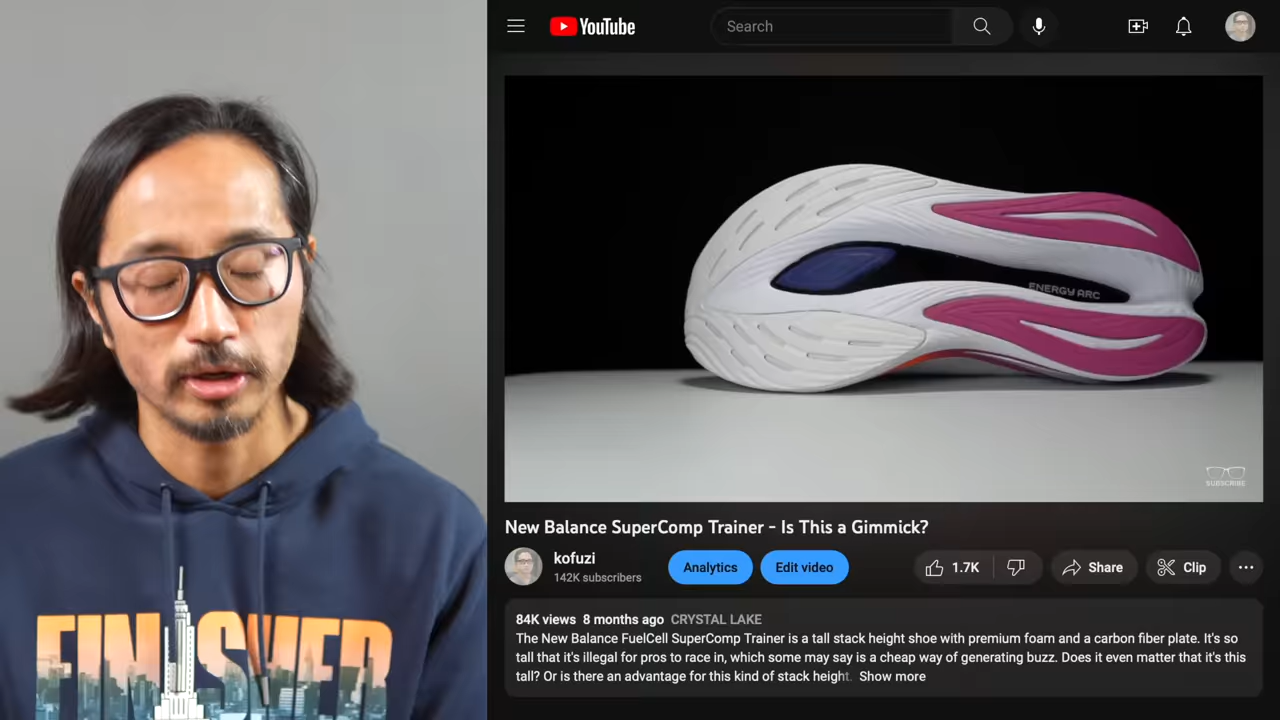 YouTube
Search
ENERGY ARC
SUBSCRIBE
New Balance SuperComp Trainer - Is This a Gimmick?
kofuzi
142K subscribers
Analytics
Edit video
1.7K
Share
Clip
84K views 8 months ago CRYSTAL LAKE
The New Balance FuelCell SuperComp Trainer is a tall stack height shoe with premium foam and a carbon fiber plate. It's so
tall that it's illegal for pros to race in, which some may say is a cheap way of generating buzz. Does it even matter that it's this
tall? Or is there an advantage for this kind of stack height. Show more
FINISHER